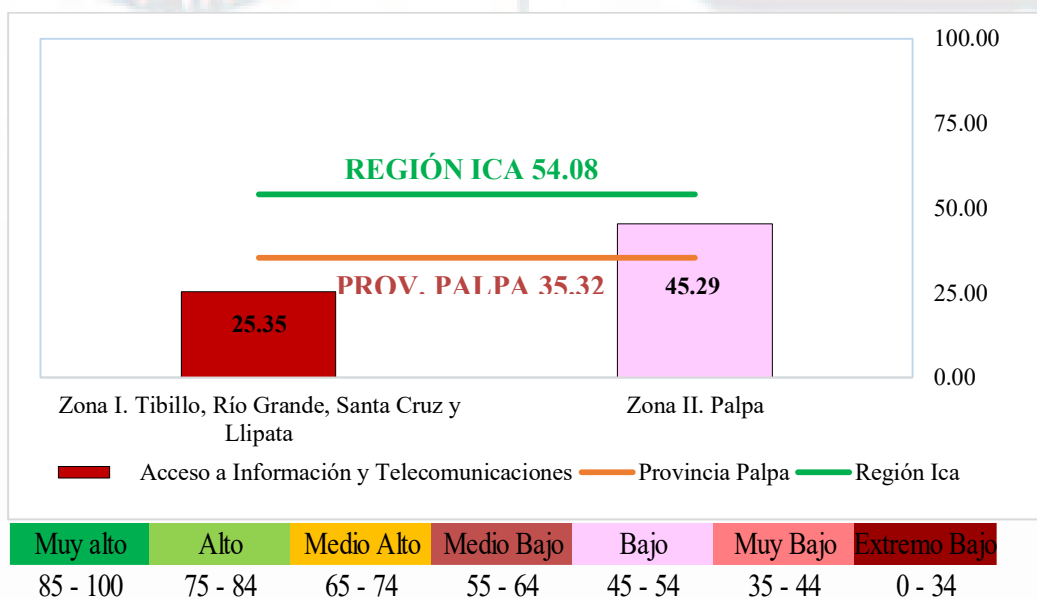 100.00
75.00
50.00
25.00
0.00
REGIÓN ICA 54.08
PROV. PALPA 35.32
45.29
25.35
Zona I. Tibillo, Río Grande, Santa Cruz y
Llipata
Zona II. Palpa
Acceso a Información y Telecomunicaciones
Provincia Palpa
Región Ica
Muy alto Alto Medio Alto Medio Bajo Bajo Muy Bajo Extremo Bajo
85 - 100 75 - 84 65 - 74 55 - 64 45 - 54 35 - 44 0 - 34